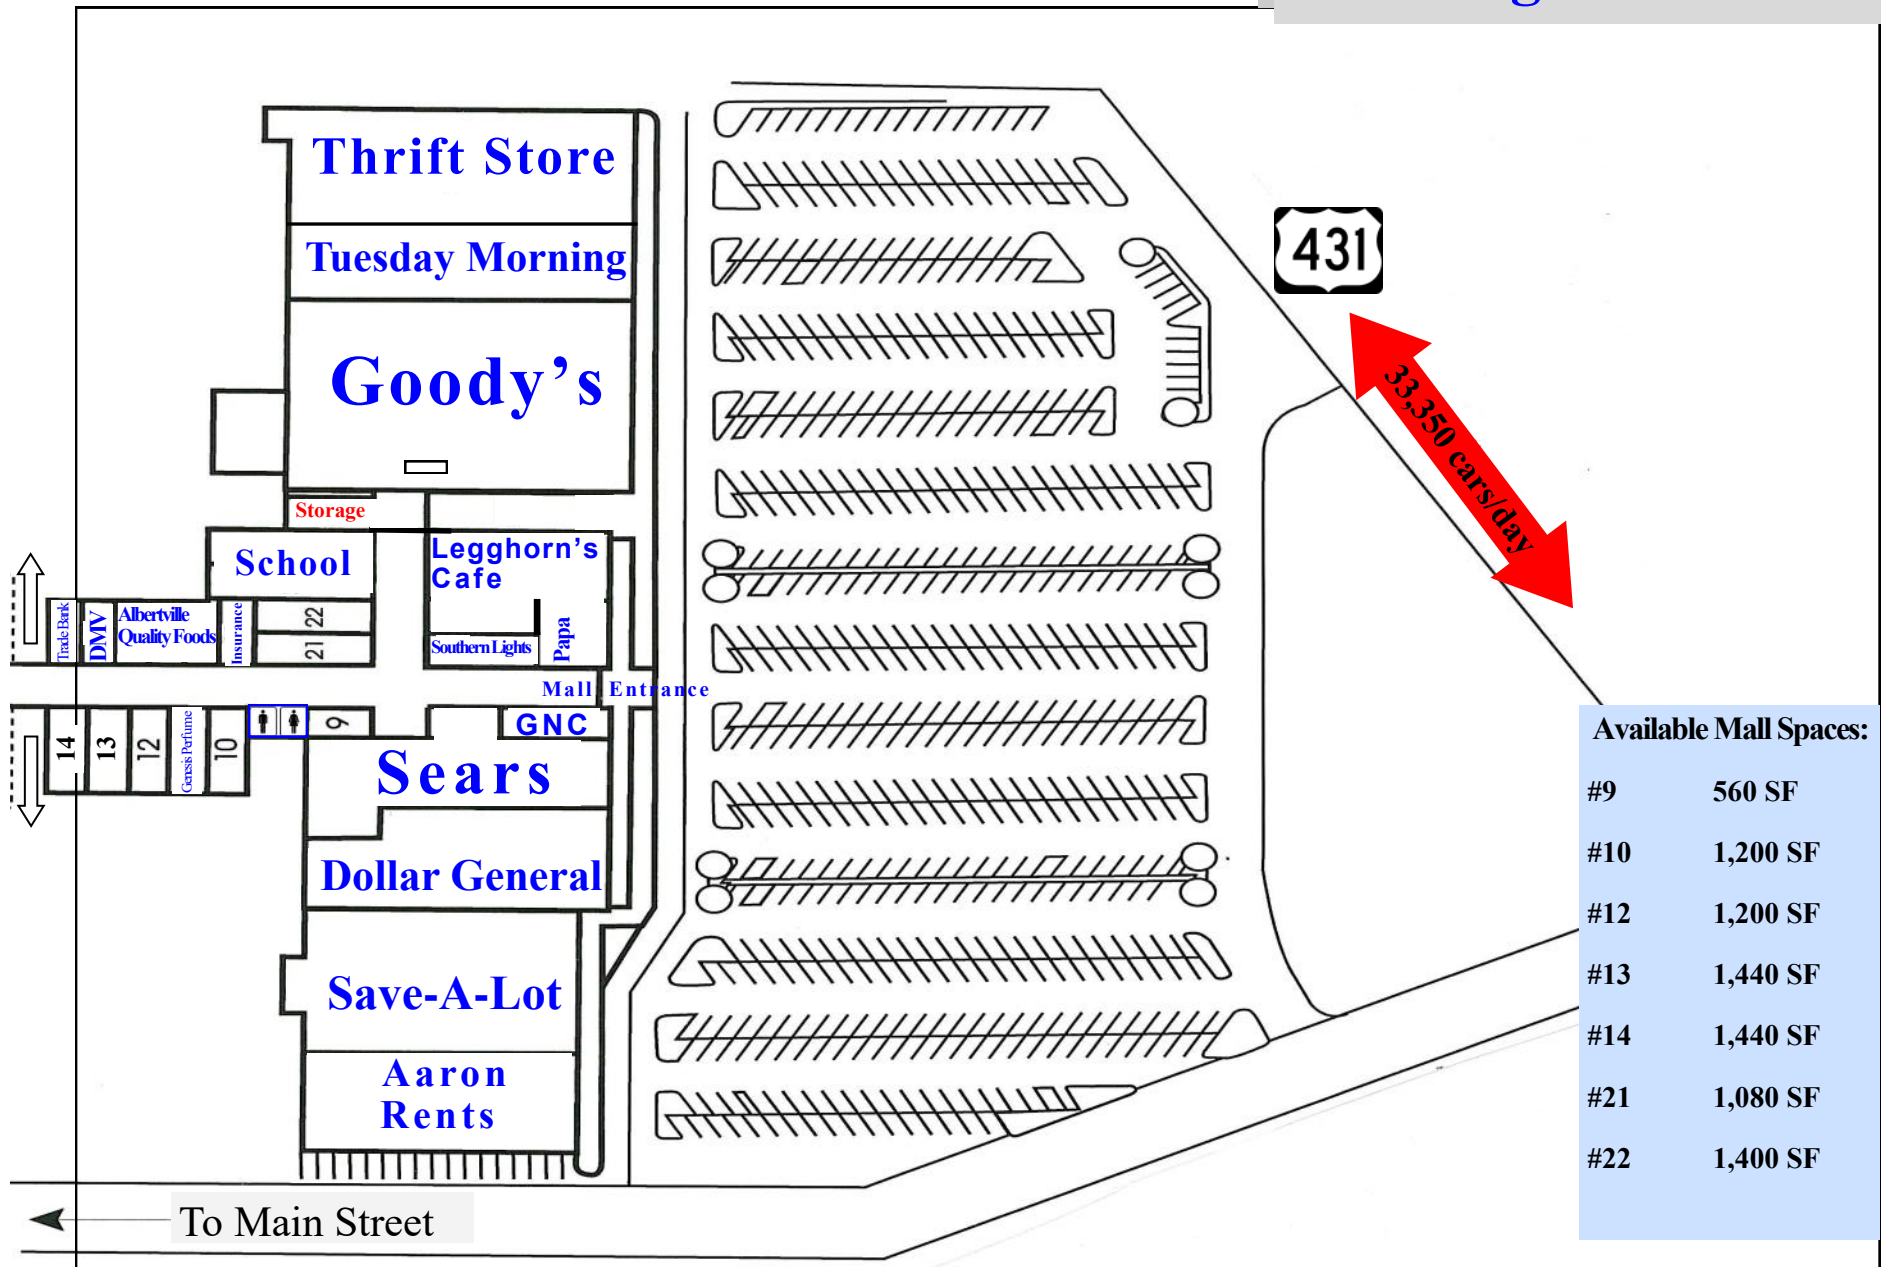 Thrift Store
Tuesday Morning
431
Goody’s
33,350 cars/day
Storage
School
Legghorn’s
Cafe
Trade Bank
DMV
Albertville
Quality Foods
Insurance
22
21
Southern Lights
Papa
Mall Entrance
14
13
12
Genesis Perfume
10
9
GNC
Sears
Dollar General
Save-A-Lot
Aaron
Rents
To Main Street
Available Mall Spaces:
#9 560 SF
#10 1,200 SF
#12 1,200 SF
#13 1,440 SF
#14 1,440 SF
#21 1,080 SF
#22 1,400 SF